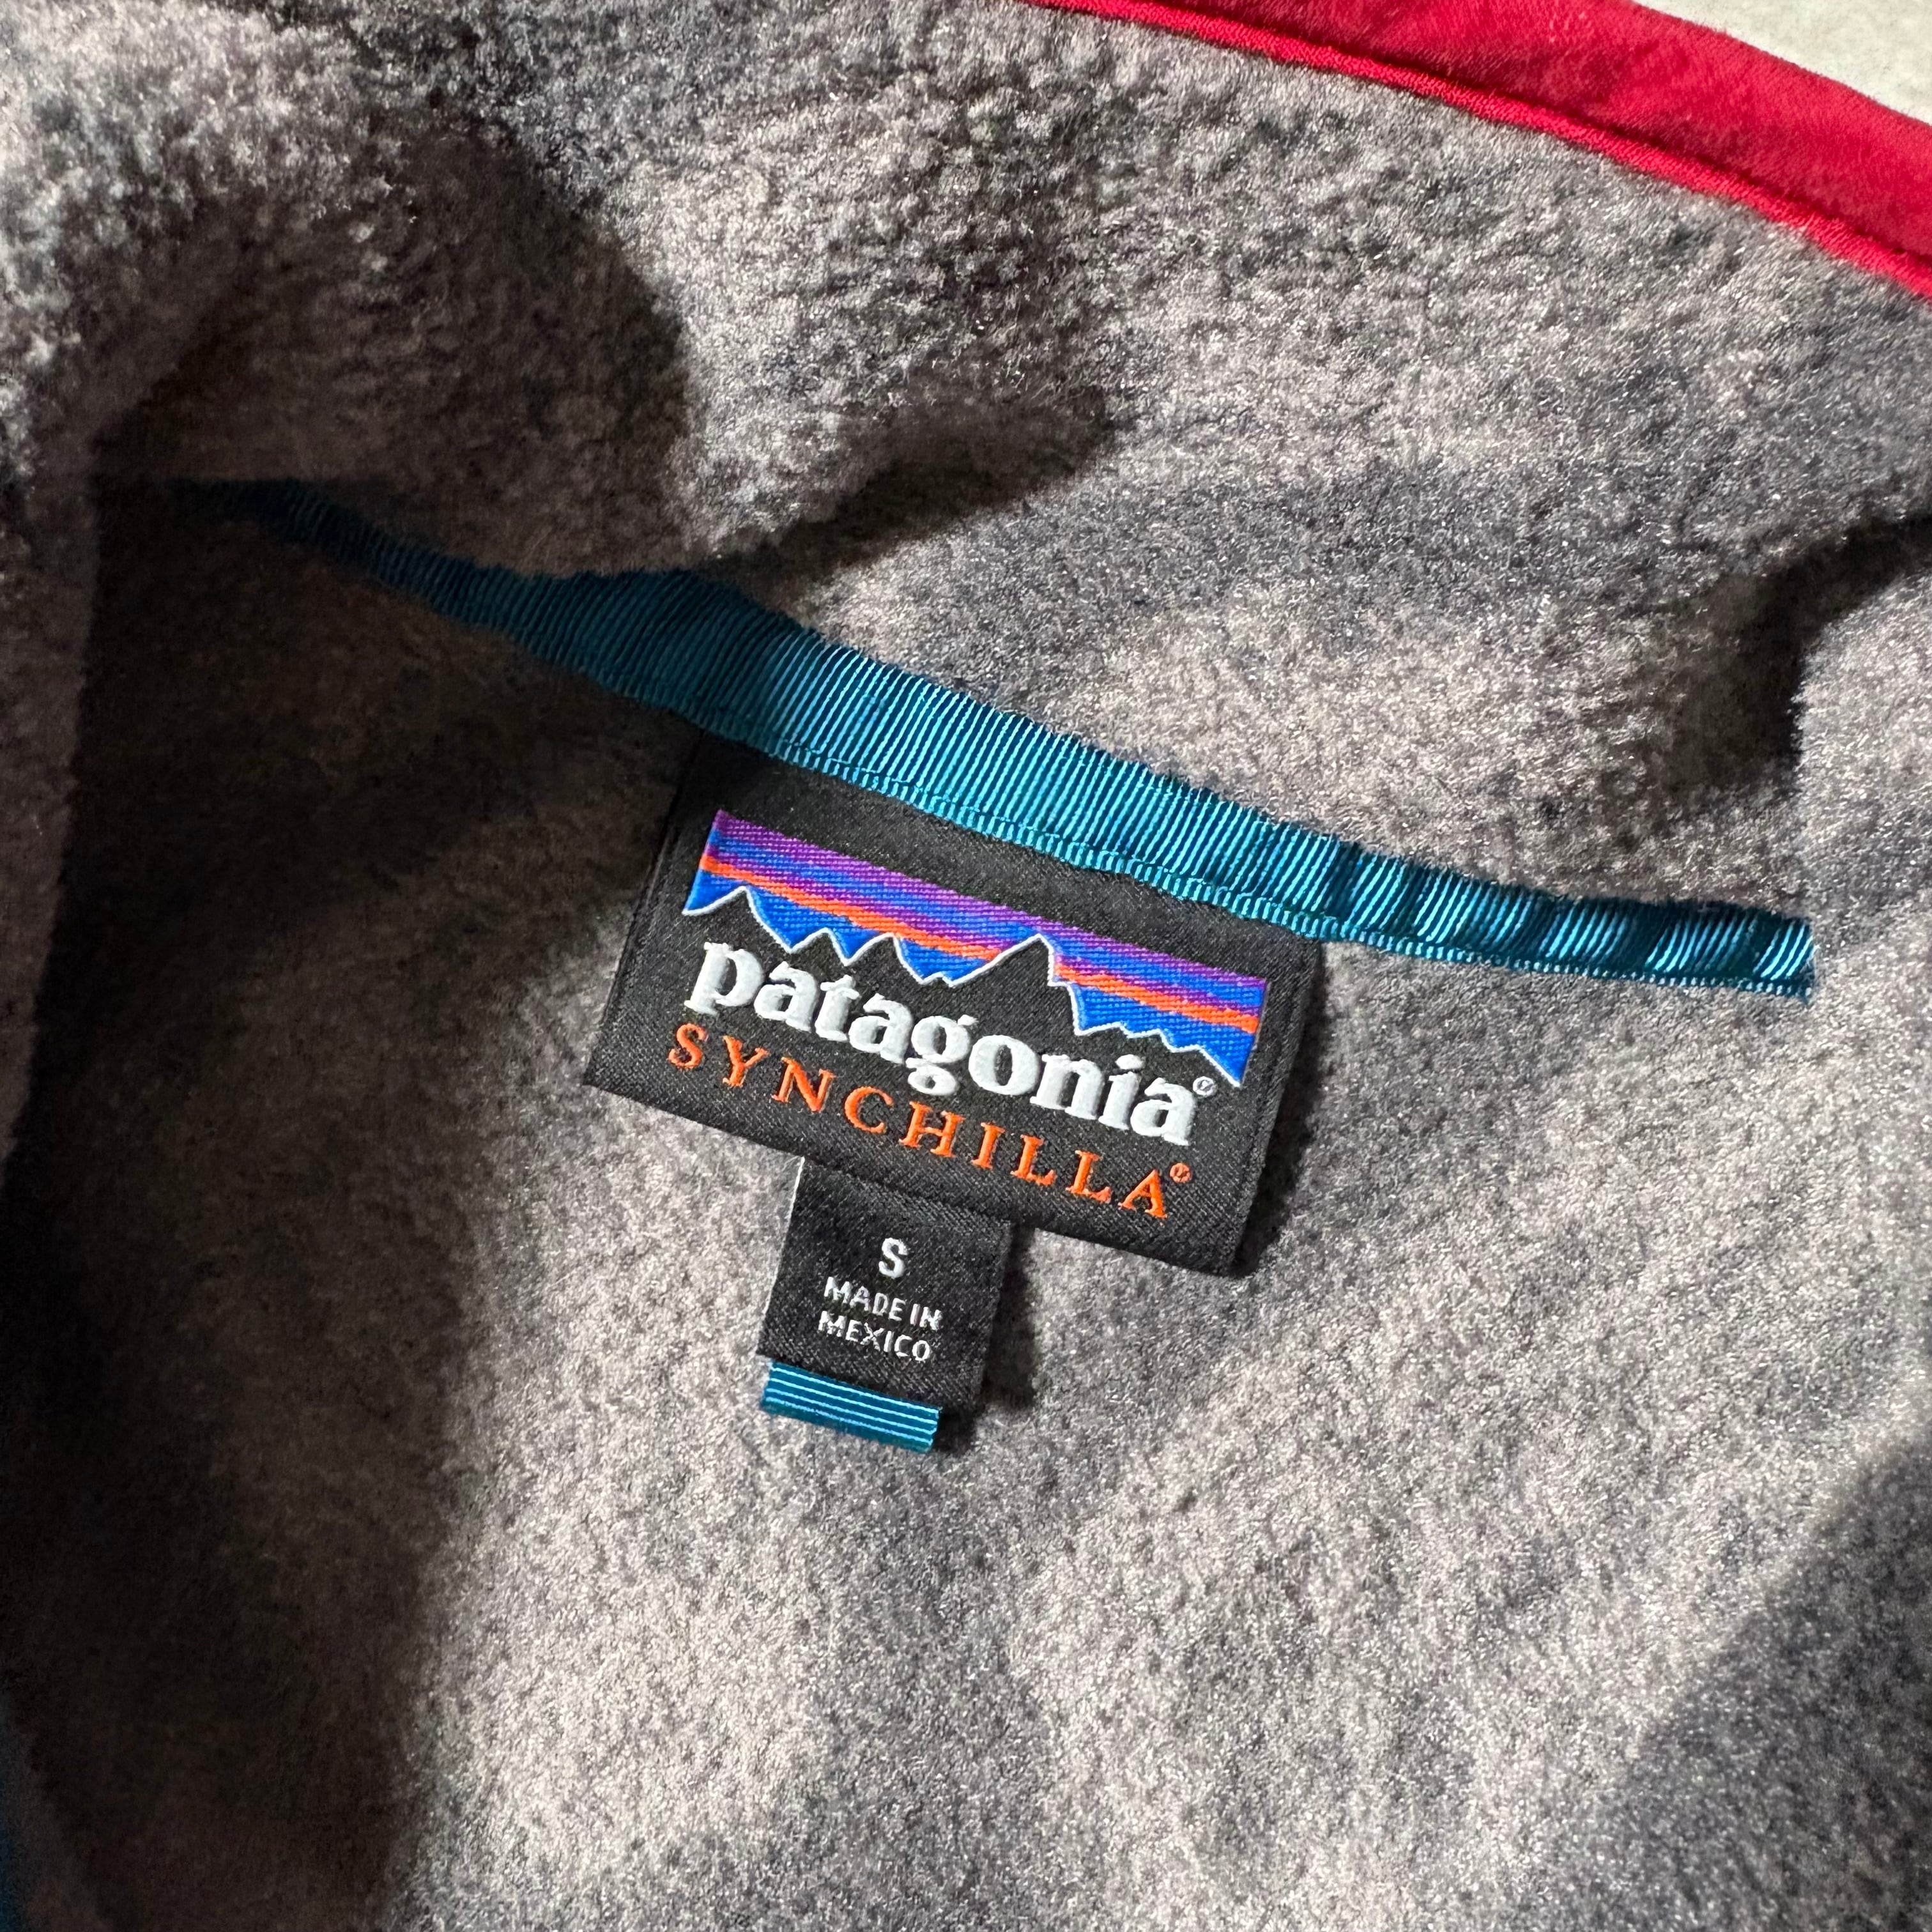 patagonia®
SYNCHILLA®
S
MADE IN
MEXICO